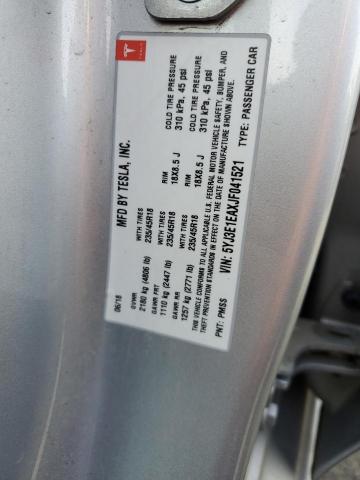 TESLA
MFD BY TESLA, INC.
06/18
GVWR
2180 kg (4806 lb)
GAWR FRT WITH TIRES RIM COLD TIRE PRESSURE
1110 kg (2447 lb) 235/45R18 18X8.5 J 310 kPa, 45 psi
GAWR RR WITH TIRES RIM COLD TIRE PRESSURE
1257 kg (2771 lb) 235/45R18 18X8.5 J 310 kPa, 45 psi
THIS VEHICLE CONFORMS TO ALL APPLICABLE U.S. FEDERAL MOTOR VEHICLE SAFETY, BUMPER, AND
THEFT PREVENTION STANDARDS IN EFFECT ON THE DATE OF MANUFACTURE SHOWN ABOVE.
VIN: 5YJ3E1EAXJF041521 TYPE: PASSENGER CAR
PNT: PMSS